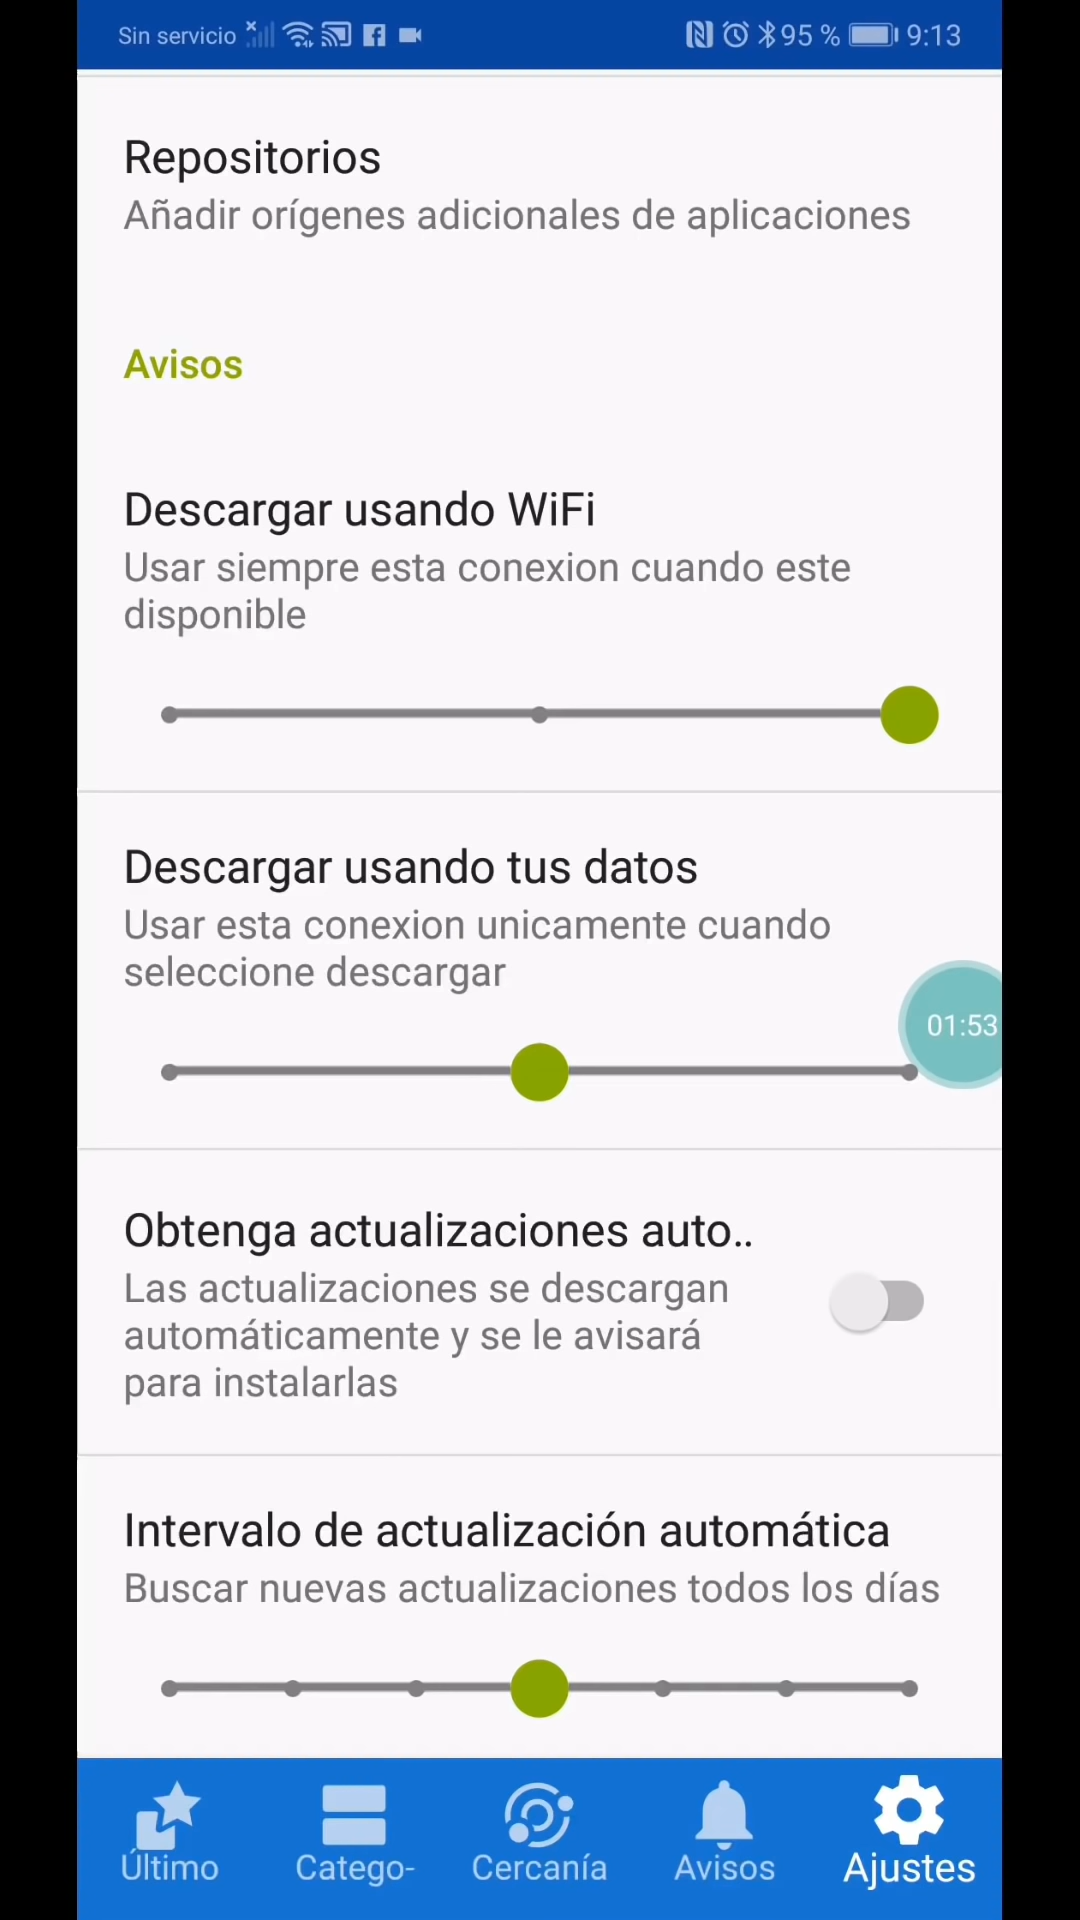 Sin servicio 95 % 9:13
Repositorios
Añadir orígenes adicionales de aplicaciones
Avisos
Descargar usando WiFi
Usar siempre esta conexion cuando este
disponible
Descargar usando tus datos
Usar esta conexion unicamente cuando
seleccione descargar
01:53
Obtenga actualizaciones auto..
Las actualizaciones se descargan
automáticamente y se le avisará
para instalarlas
Intervalo de actualización automática
Buscar nuevas actualizaciones todos los días
Último Catego- Cercanía Avisos Ajustes